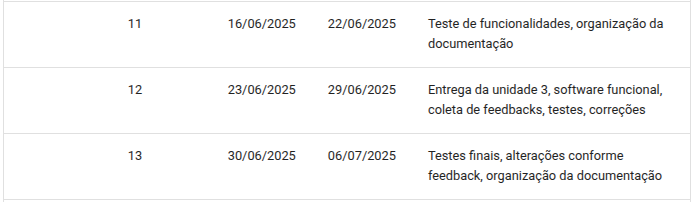 11 16/06/2025 22/06/2025 Teste de funcionalidades, organização da
documentação
12 23/06/2025 29/06/2025 Entrega da unidade 3, software funcional,
coleta de feedbacks, testes, correções
13 30/06/2025 06/07/2025 Testes finais, alterações conforme
feedback, organização da documentação